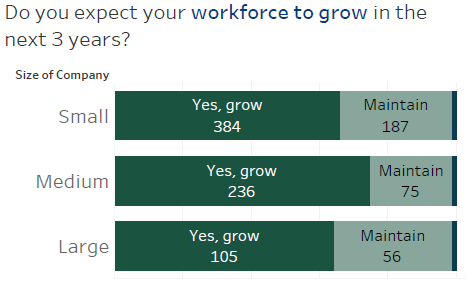 Do you expect your workforce to grow in the
next 3 years?
Size of Company
Small
Yes, grow
384
Maintain
187
Medium
Yes, grow
236
Maintain
75
Large
Yes, grow
105
Maintain
56